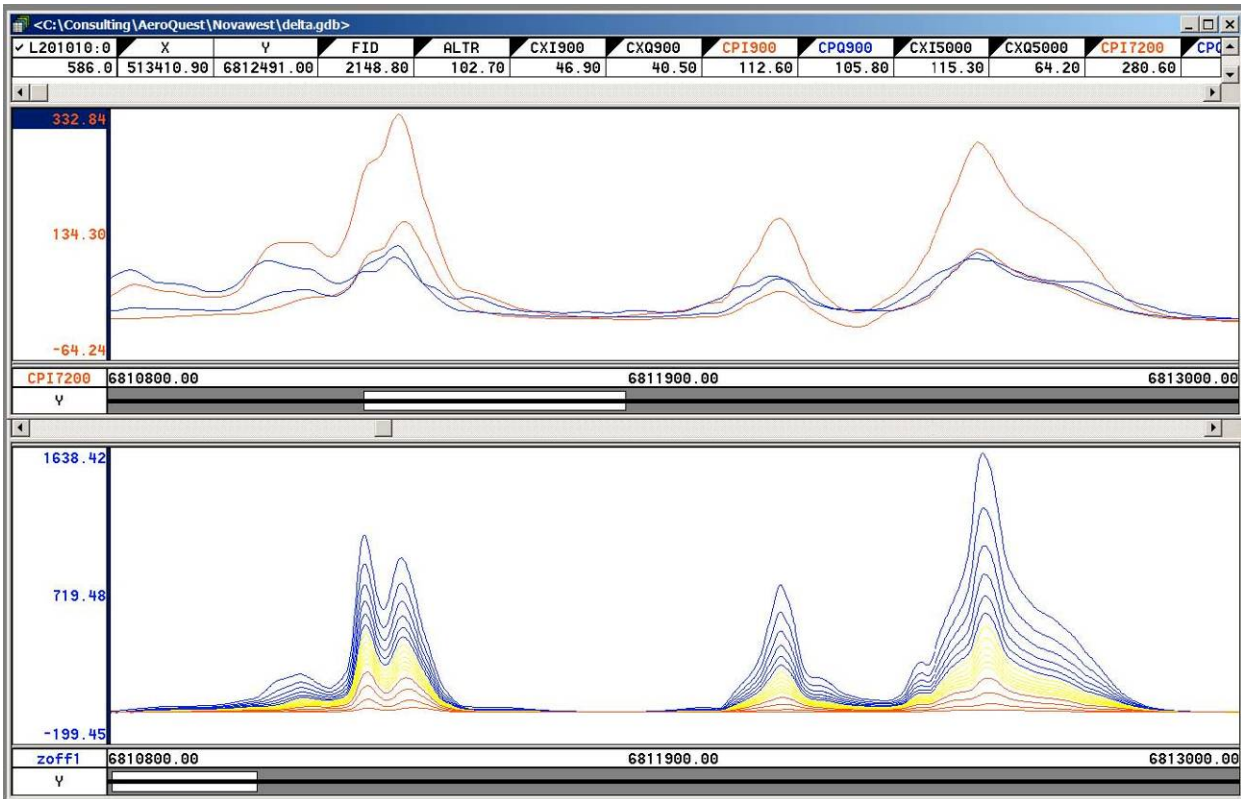 <C:\Consulting\AeroQuest\Novawest\delta.gdb>
✓ L201010:0 X Y FID ALTR CXI900 CXQ900 CPI900 CPQ900 CXI5000 CXQ5000 CPI7200 CPQ
586.0 513410.90 6812491.00 2148.80 102.70 46.90 40.50 112.60 105.80 115.30 64.20 280.60
332.84
134.30
-64.24
CPI7200 6810800.00 6811900.00 6813000.00
Y
1638.42
719.48
-199.45
zoff1 6810800.00 6811900.00 6813000.00
Y